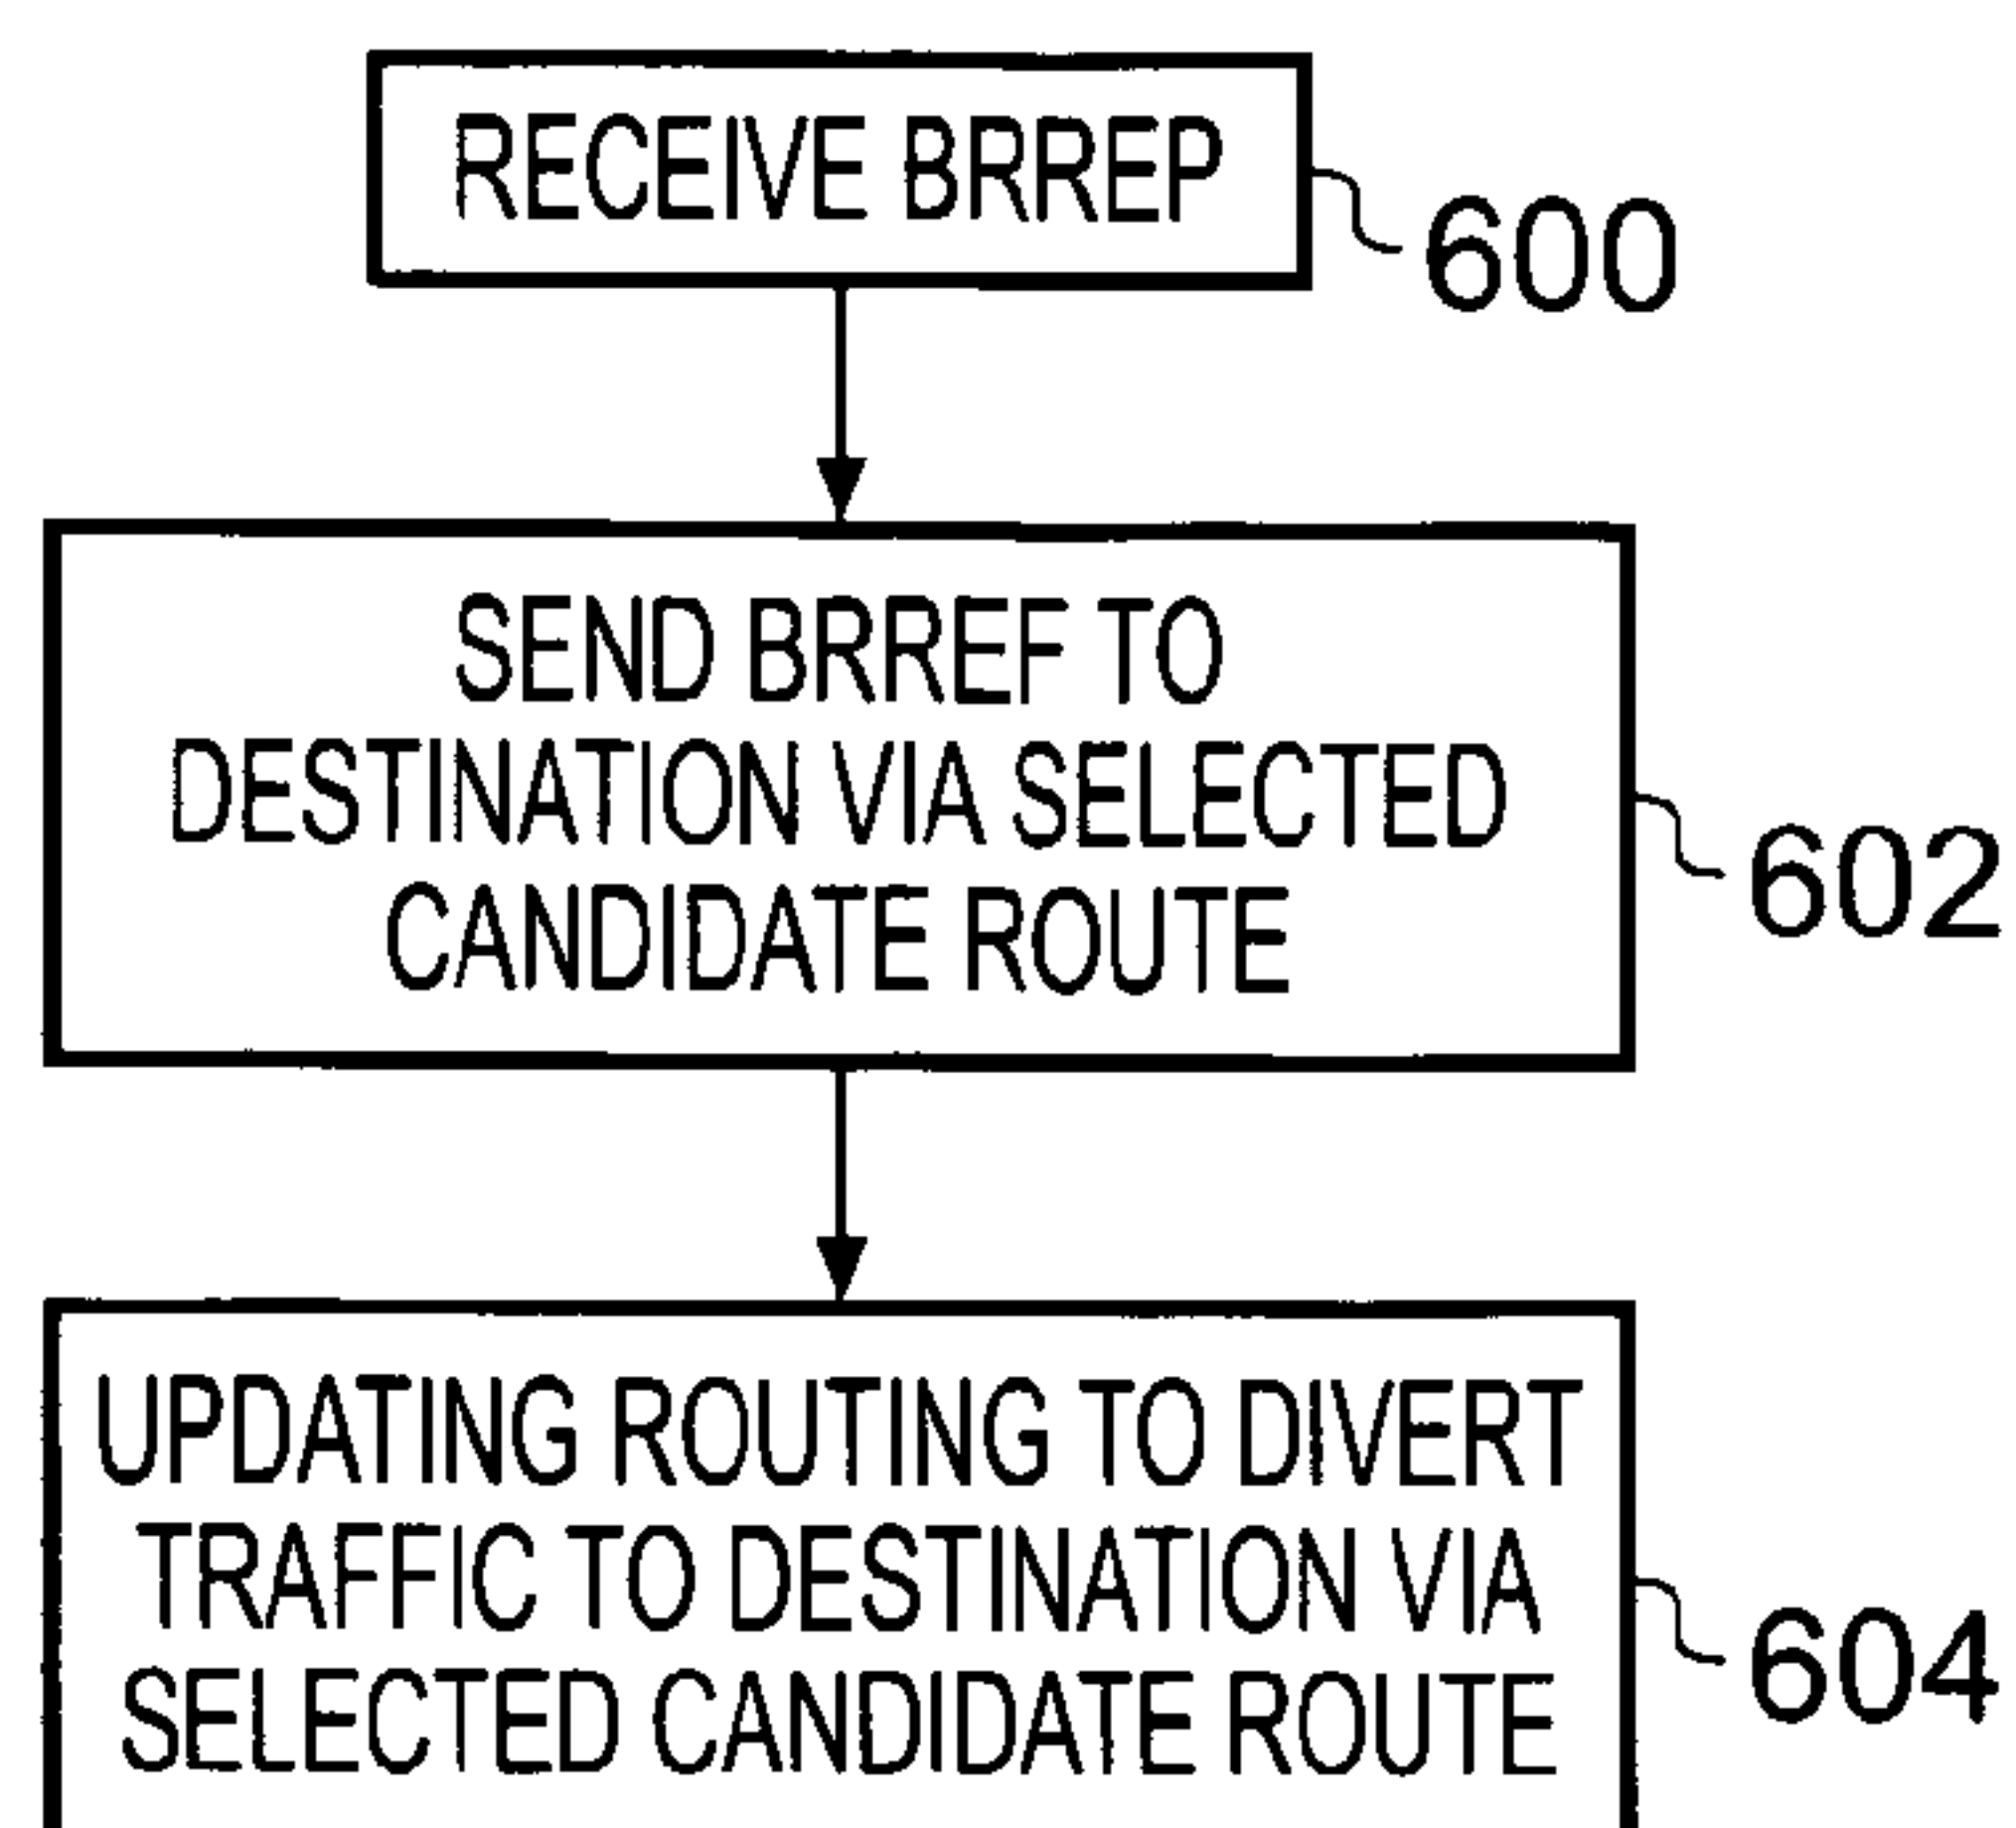 RECEIVE BRREP
600
SEND BRREF TO
DESTINATION VIA SELECTED
CANDIDATE ROUTE
602
UPDATING ROUTING TO DIVERT
TRAFFIC TO DESTINATION VIA
SELECTED CANDIDATE ROUTE
604